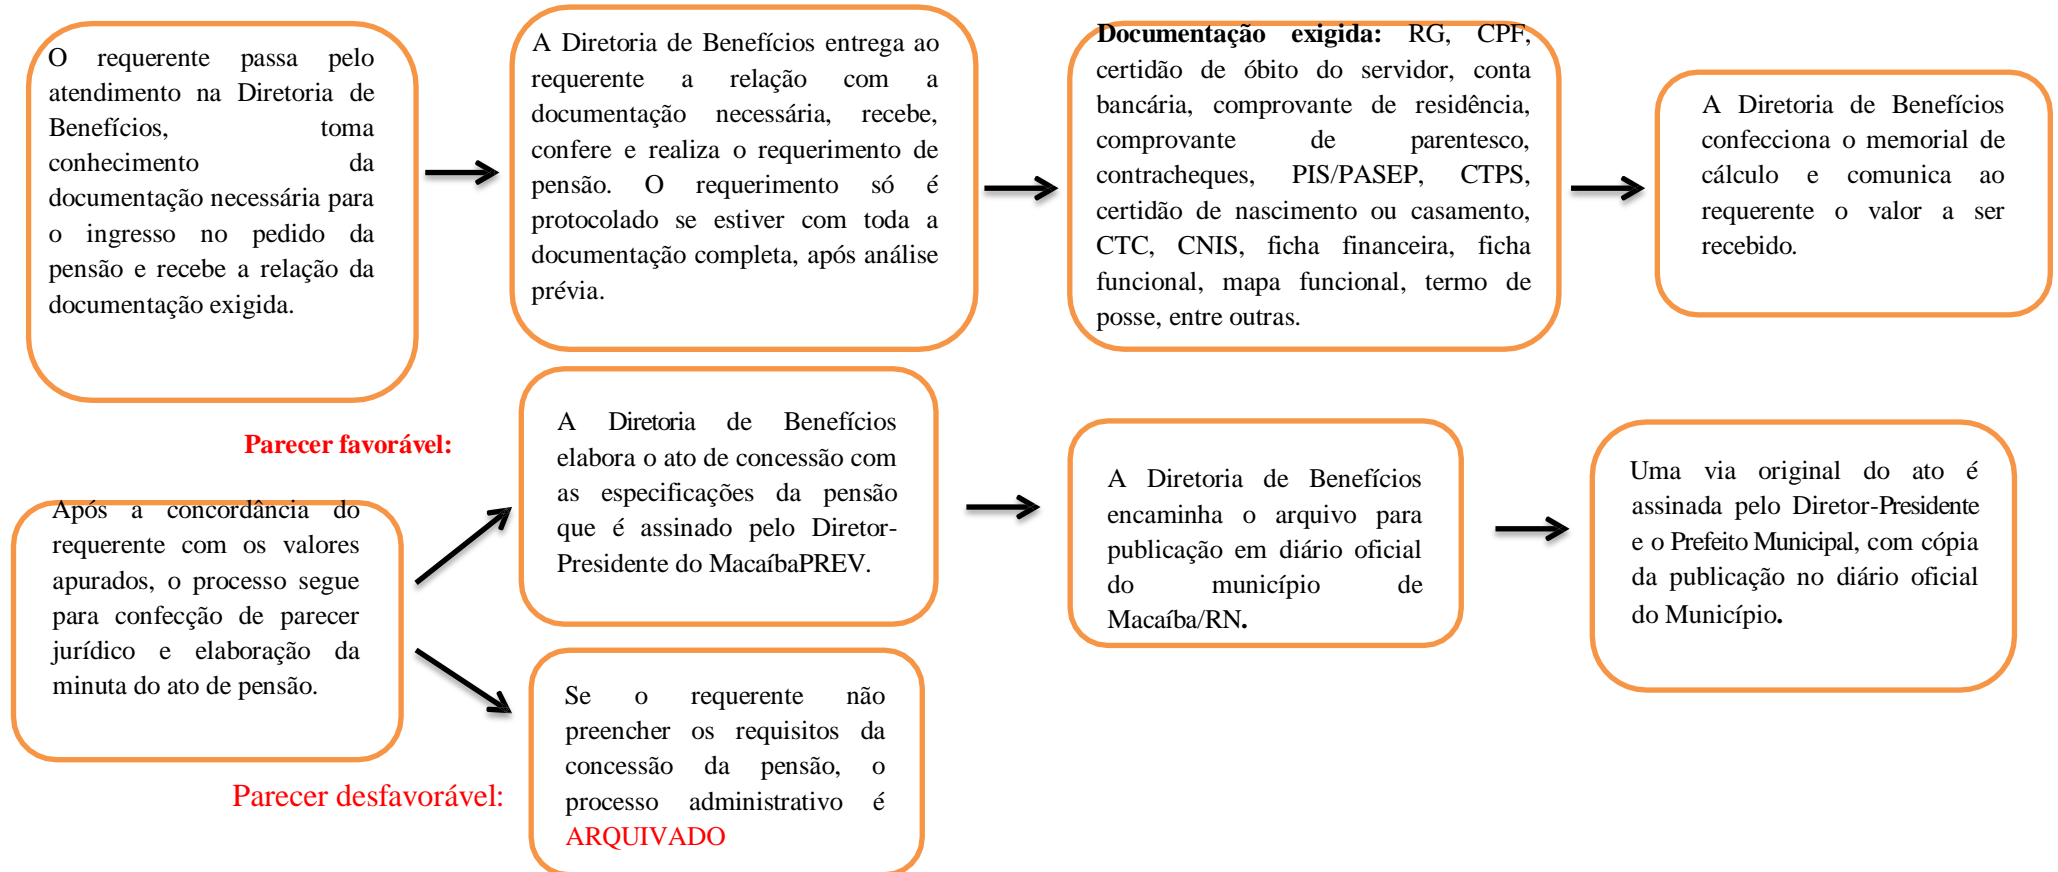 O requerente passa pelo
atendimento na Diretoria de
Benefícios, toma
conhecimento da
documentação necessária para
o ingresso no pedido da
pensão e recebe a relação da
documentação exigida.
A Diretoria de Benefícios entrega ao
requerente a relação com a
documentação necessária, recebe,
confere e realiza o requerimento de
pensão. O requerimento só é
protocolado se estiver com toda a
documentação completa, após análise
prévia.
Documentação exigida: RG, CPF,
certidão de óbito do servidor, conta
bancária, comprovante de residência,
comprovante de parentesco,
contracheques, PIS/PASEP, CTPS,
certidão de nascimento ou casamento,
CTC, CNIS, ficha financeira, ficha
funcional, mapa funcional, termo de
posse, entre outras.
A Diretoria de Benefícios
confecciona o memorial de
cálculo e comunica ao
requerente o valor a ser
recebido.
Após a concordância do
requerente com os valores
apurados, o processo segue
para confecção de parecer
jurídico e elaboração da
minuta do ato de pensão.
Parecer favorável:
A Diretoria de Benefícios
elabora o ato de concessão com
as especificações da pensão
que é assinado pelo Diretor-
Presidente do MacaíbaPREV.
A Diretoria de Benefícios
encaminha o arquivo para
publicação em diário oficial
do município de
Macaíba/RN.
Uma via original do ato é
assinada pelo Diretor-Presidente
e o Prefeito Municipal, com cópia
da publicação no diário oficial
do Município.
Parecer desfavorável:
Se o requerente não
preencher os requisitos da
concessão da pensão, o
processo administrativo é
ARQUIVADO